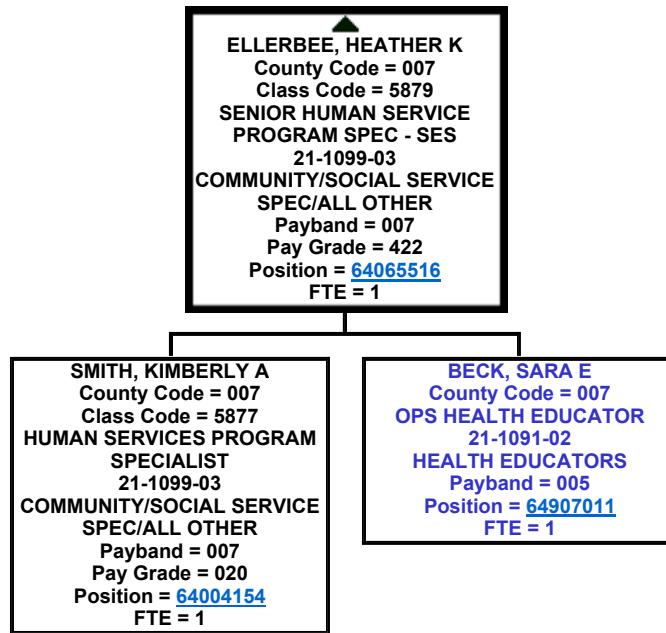 ELLERBEE, HEATHER K
County Code = 007
Class Code = 5879
SENIOR HUMAN SERVICE
PROGRAM SPEC - SES
21-1099-03
COMMUNITY/SOCIAL SERVICE
SPEC/ALL OTHER
Payband = 007
Pay Grade = 422
Position = 64065516
FTE = 1
SMITH, KIMBERLY A
County Code = 007
Class Code = 5877
HUMAN SERVICES PROGRAM
SPECIALIST
21-1099-03
COMMUNITY/SOCIAL SERVICE
SPEC/ALL OTHER
Payband = 007
Pay Grade = 020
Position = 64004154
FTE = 1
BECK, SARA E
County Code = 007
OPS HEALTH EDUCATOR
21-1091-02
HEALTH EDUCATORS
Payband = 005
Position = 64907011
FTE = 1